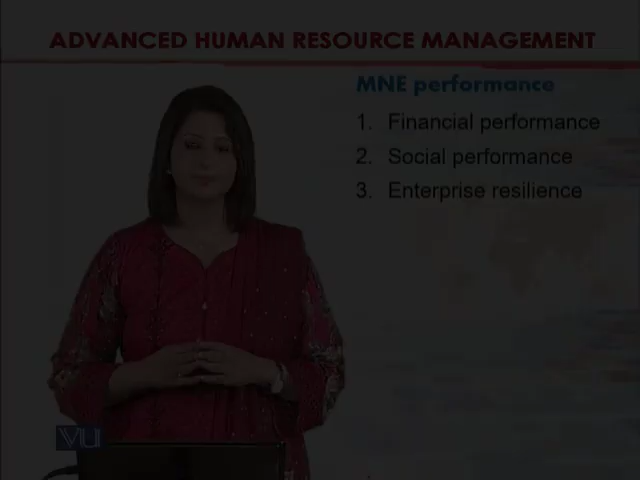 ADVANCED HUMAN RESOURCE MANAGEMENT
MNE performance
1. Financial performance
2. Social performance
3. Enterprise resilience
VU